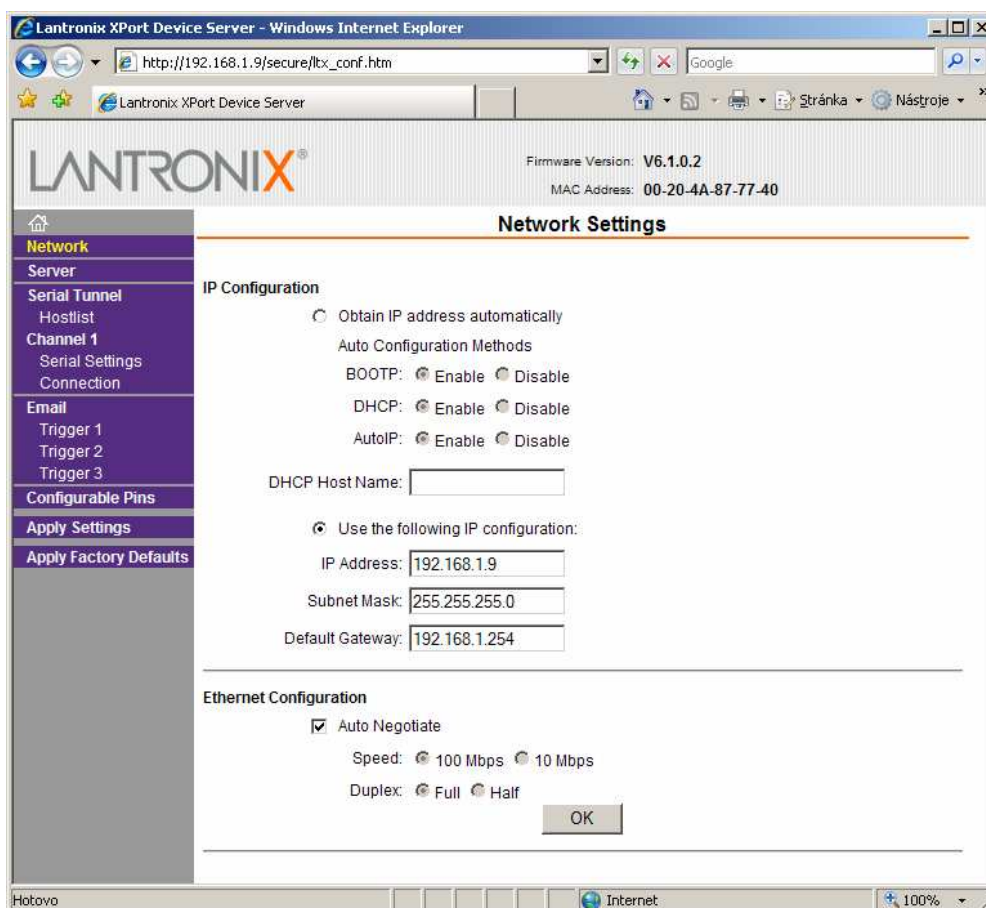 Lantronix XPort Device Server - Windows Internet Explorer
http://192.168.1.9/secure/ltx_conf.htm
Google
Lantronix XPort Device Server
Stránka
Nástroje
»
LANTRONIX®
Firmware Version: V6.1.0.2
MAC Address: 00-20-4A-87-77-40
Network
Server
Serial Tunnel
Hostlist
Channel 1
Serial Settings
Connection
Email
Trigger 1
Trigger 2
Trigger 3
Configurable Pins
Apply Settings
Apply Factory Defaults
Network Settings
IP Configuration
Obtain IP address automatically
Auto Configuration Methods
BOOTP: Enable Disable
DHCP: Enable Disable
AutoIP: Enable Disable
DHCP Host Name:
Use the following IP configuration:
IP Address: 192.168.1.9
Subnet Mask: 255.255.255.0
Default Gateway: 192.168.1.254
Ethernet Configuration
Auto Negotiate
Speed: 100 Mbps 10 Mbps
Duplex: Full Half
OK
Hotovo
Internet
100%